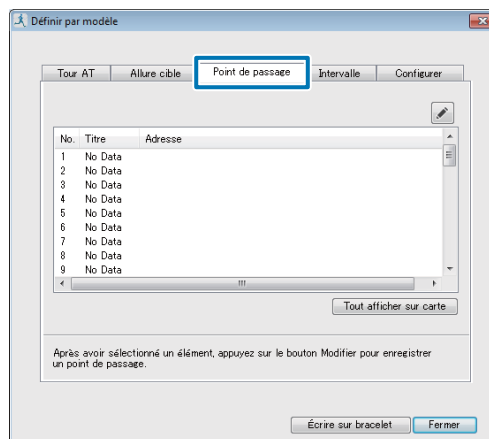 Définir par modèle
Tour AT Allure cible Point de passage Intervalle Configurer
No. Titre Adresse
1 No Data
2 No Data
3 No Data
4 No Data
5 No Data
6 No Data
7 No Data
8 No Data
9 No Data
Tout afficher sur carte
Après avoir sélectionné un élément, appuyez sur le bouton Modifier pour enregistrer
un point de passage.
Écrire sur bracelet Fermer